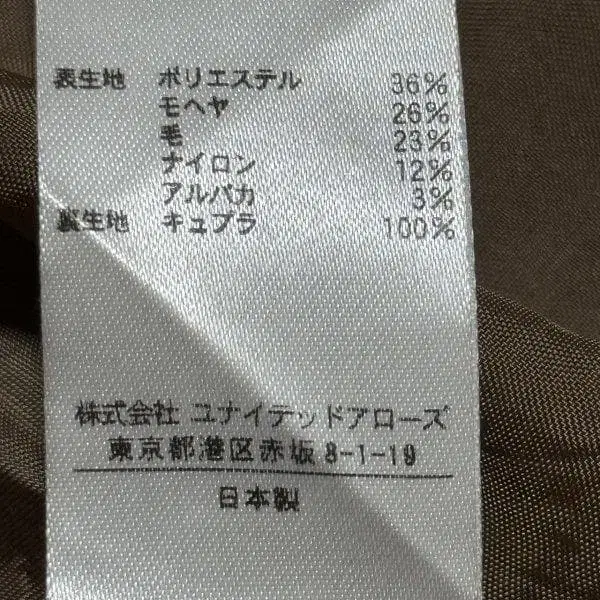 表生地 ポリエステル 36%
モヘヤ 26%
毛 23%
ナイロン 12%
アルパカ 3%
裏生地 キュプラ 100%
株式会社 ユナイテッドアローズ
東京都港区赤坂 8-1-19
日本製